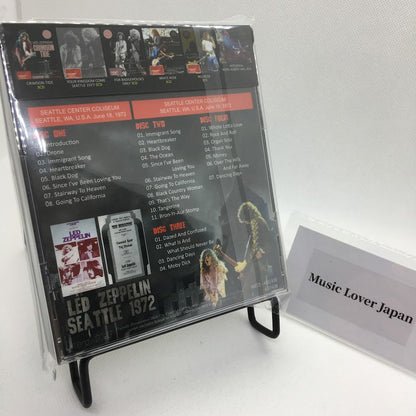 CRIMSON TIDE
SEATTLE CENTER COLISEUM
SEATTLE, WA, U.S.A. June 18, 1972
DISC ONE
01. Introduction
02. Drone
03. Immigrant Song
04. Heartbreaker
05. Black Dog
06. Since I've Been
Loving You
07. Stairway To Heaven
08. Going To California
SEATTLE CENTER COLISEUM
SEATTLE, WA, U.S.A. June 19, 1972
DISC TWO
01. Immigrant Song
02. Heartbreaker
03. Black Dog
04. The Ocean
05. Since I've Been
Loving You
06. Stairway To Heaven
07. Going To California
08. Black Country Woman
09. That's The Way
10. Tangerine
11. Bron-Y-Aur Stomp
DISC THREE
01. Dazed And Confused
02. What Is And
What Should Never Be
03. Dancing Days
04. Moby Dick
DISC FOUR
01. Whole Lotta Love
02. Rock And Roll
03. Organ Solo
04. Thank You
05. Money
06. Over The Hills
And Far Away
07. Dancing Days
LED
ZEPPELIN
LED ZEPPELIN
SEATTLE 1972
Music Lover Japan